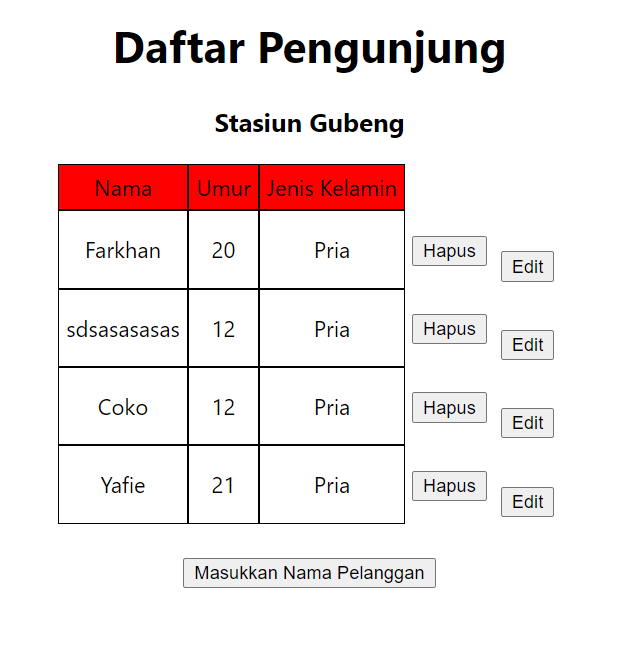 Daftar Pengunjung
Stasiun Gubeng
Nama Umur Jenis Kelamin
Farkhan 20 Pria Hapus Edit
sdsasasasas 12 Pria Hapus Edit
Coko 12 Pria Hapus Edit
Yafie 21 Pria Hapus Edit
Masukkan Nama Pelanggan